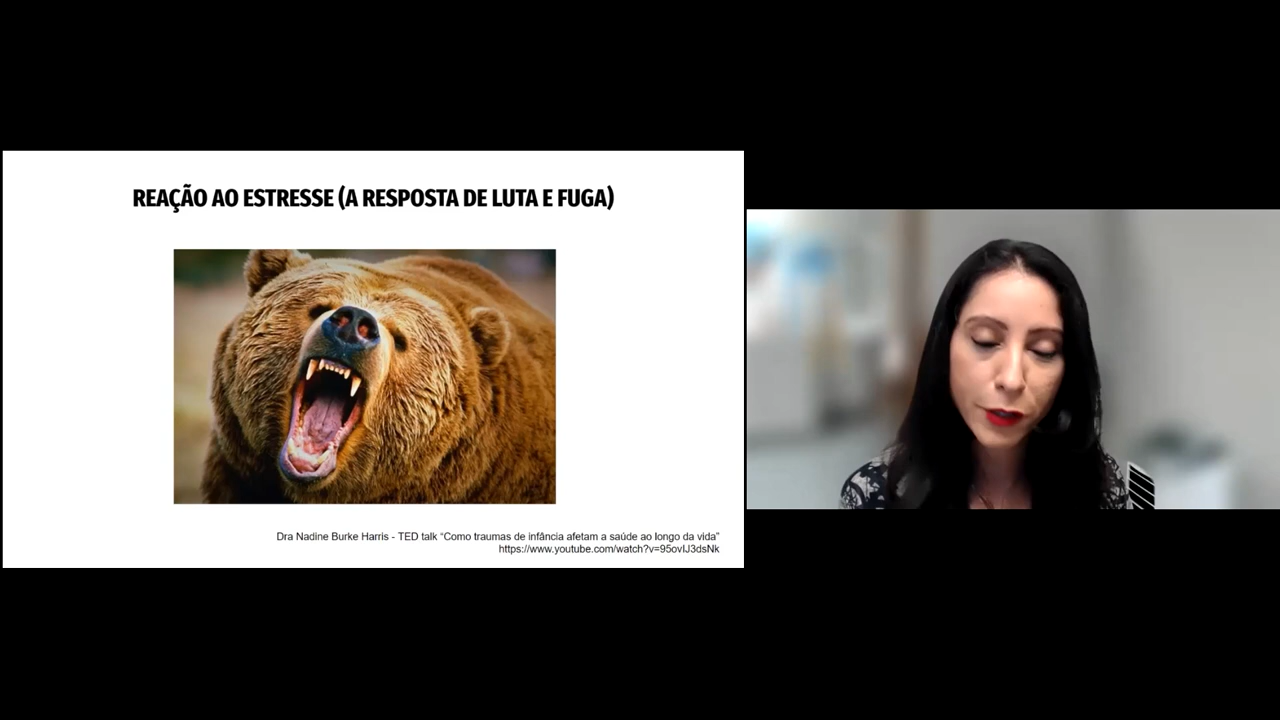 REAÇÃO AO ESTRESSE (A RESPOSTA DE LUTA E FUGA)
Dra Nadine Burke Harris - TED talk “Como traumas de infância afetam a saúde ao longo da vida”
https://www.youtube.com/watch?v=95ovIJ3dsNk